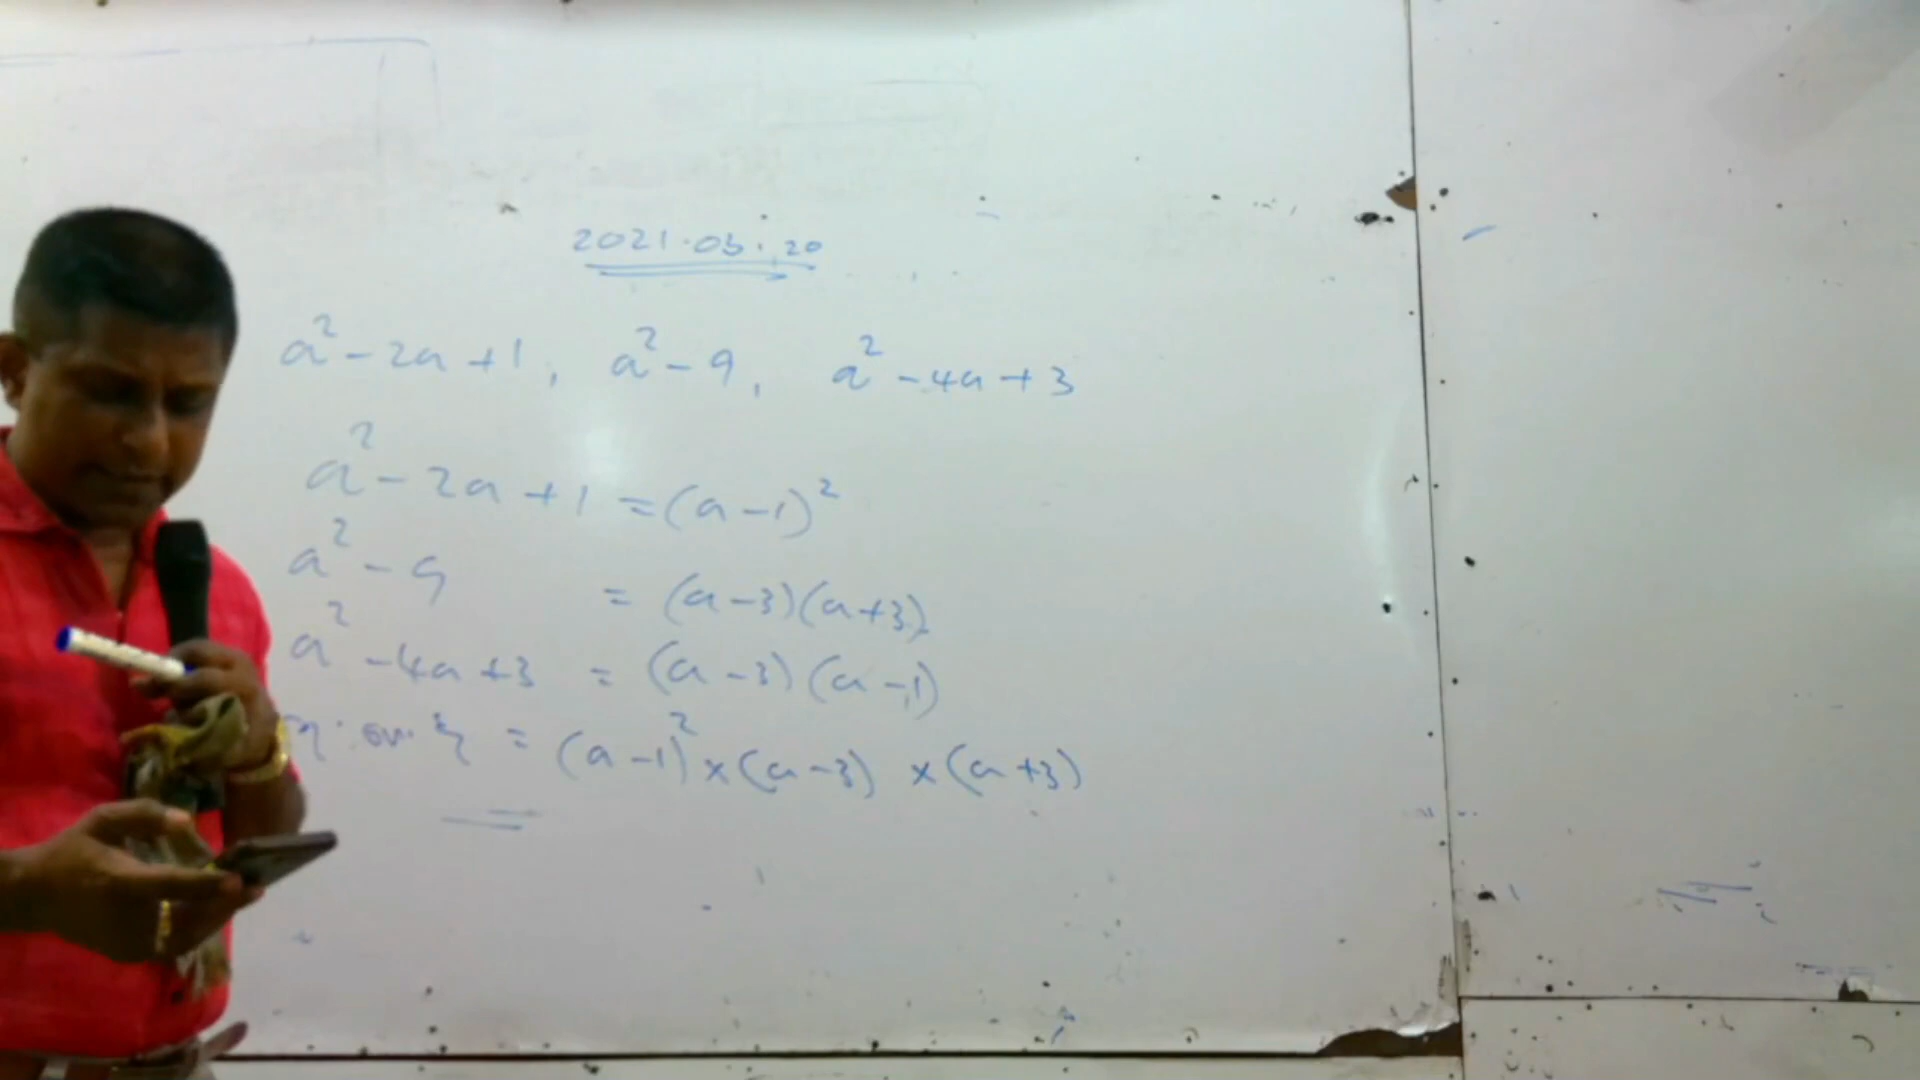 2021.03.20
a² - 2a + 1, a² - 9, a² - 4a + 3
a² - 2a + 1 = (a - 1)²
a² - 9 = (a - 3)(a + 3)
a² - 4a + 3 = (a - 3)(a - 1)
= (a - 1)² × (a - 3) × (a + 3)